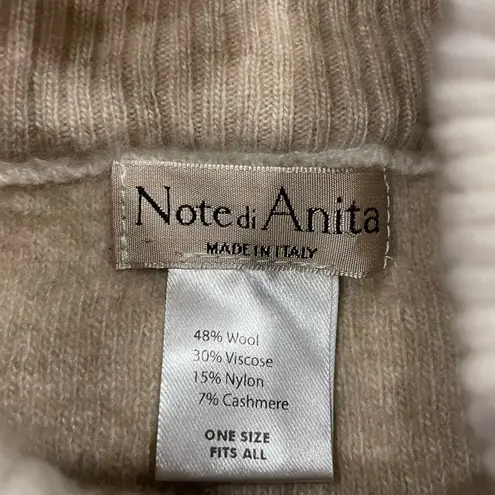 Note di Anita
MADE IN ITALY
48% Wool
30% Viscose
15% Nylon
7% Cashmere
ONE SIZE
FITS ALL